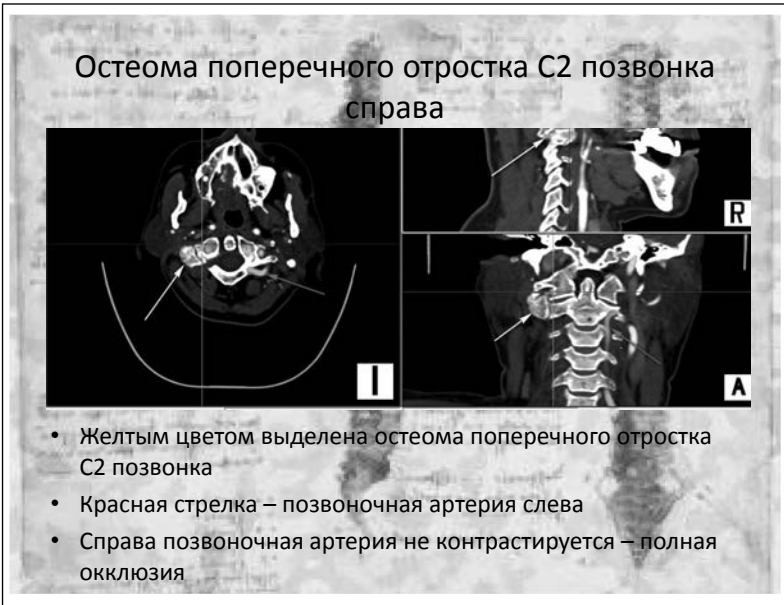 Остеома поперечного отростка С2 позвонка
справа
R
I
A
• Желтым цветом выделена остеома поперечного отростка
С2 позвонка
• Красная стрелка – позвоночная артерия слева
• Справа позвоночная артерия не контрастируется – полная
окклюзия